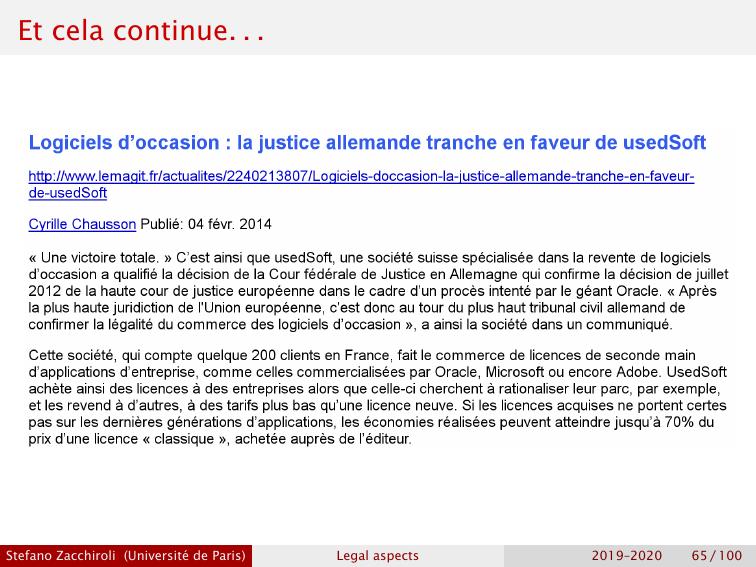 Et cela continue. . .
Logiciels d’occasion : la justice allemande tranche en faveur de usedSoft
http://www.lemagit.fr/actualites/2240213807/Logiciels-doccasion-la-justice-allemande-tranche-en-faveur-
de-usedSoft
Cyrille Chausson Publié: 04 févr. 2014
« Une victoire totale. » C’est ainsi que usedSoft, une société suisse spécialisée dans la revente de logiciels
d’occasion a qualifié la décision de la Cour fédérale de Justice en Allemagne qui confirme la décision de juillet
2012 de la haute cour de justice européenne dans le cadre d’un procès intenté par le géant Oracle. « Après
la plus haute juridiction de l'Union européenne, c’est donc au tour du plus haut tribunal civil allemand de
confirmer la légalité du commerce des logiciels d’occasion », a ainsi la société dans un communiqué.
Cette société, qui compte quelque 200 clients en France, fait le commerce de licences de seconde main
d’applications d’entreprise, comme celles commercialisées par Oracle, Microsoft ou encore Adobe. UsedSoft
achète ainsi des licences à des entreprises alors que celle-ci cherchent à rationaliser leur parc, par exemple,
et les revend à d’autres, à des tarifs plus bas qu’une licence neuve. Si les licences acquises ne portent certes
pas sur les dernières générations d’applications, les économies réalisées peuvent atteindre jusqu’à 70% du
prix d’une licence « classique », achetée auprès de l’éditeur.
Stefano Zacchiroli (Université de Paris) Legal aspects 2019–2020 65 / 100